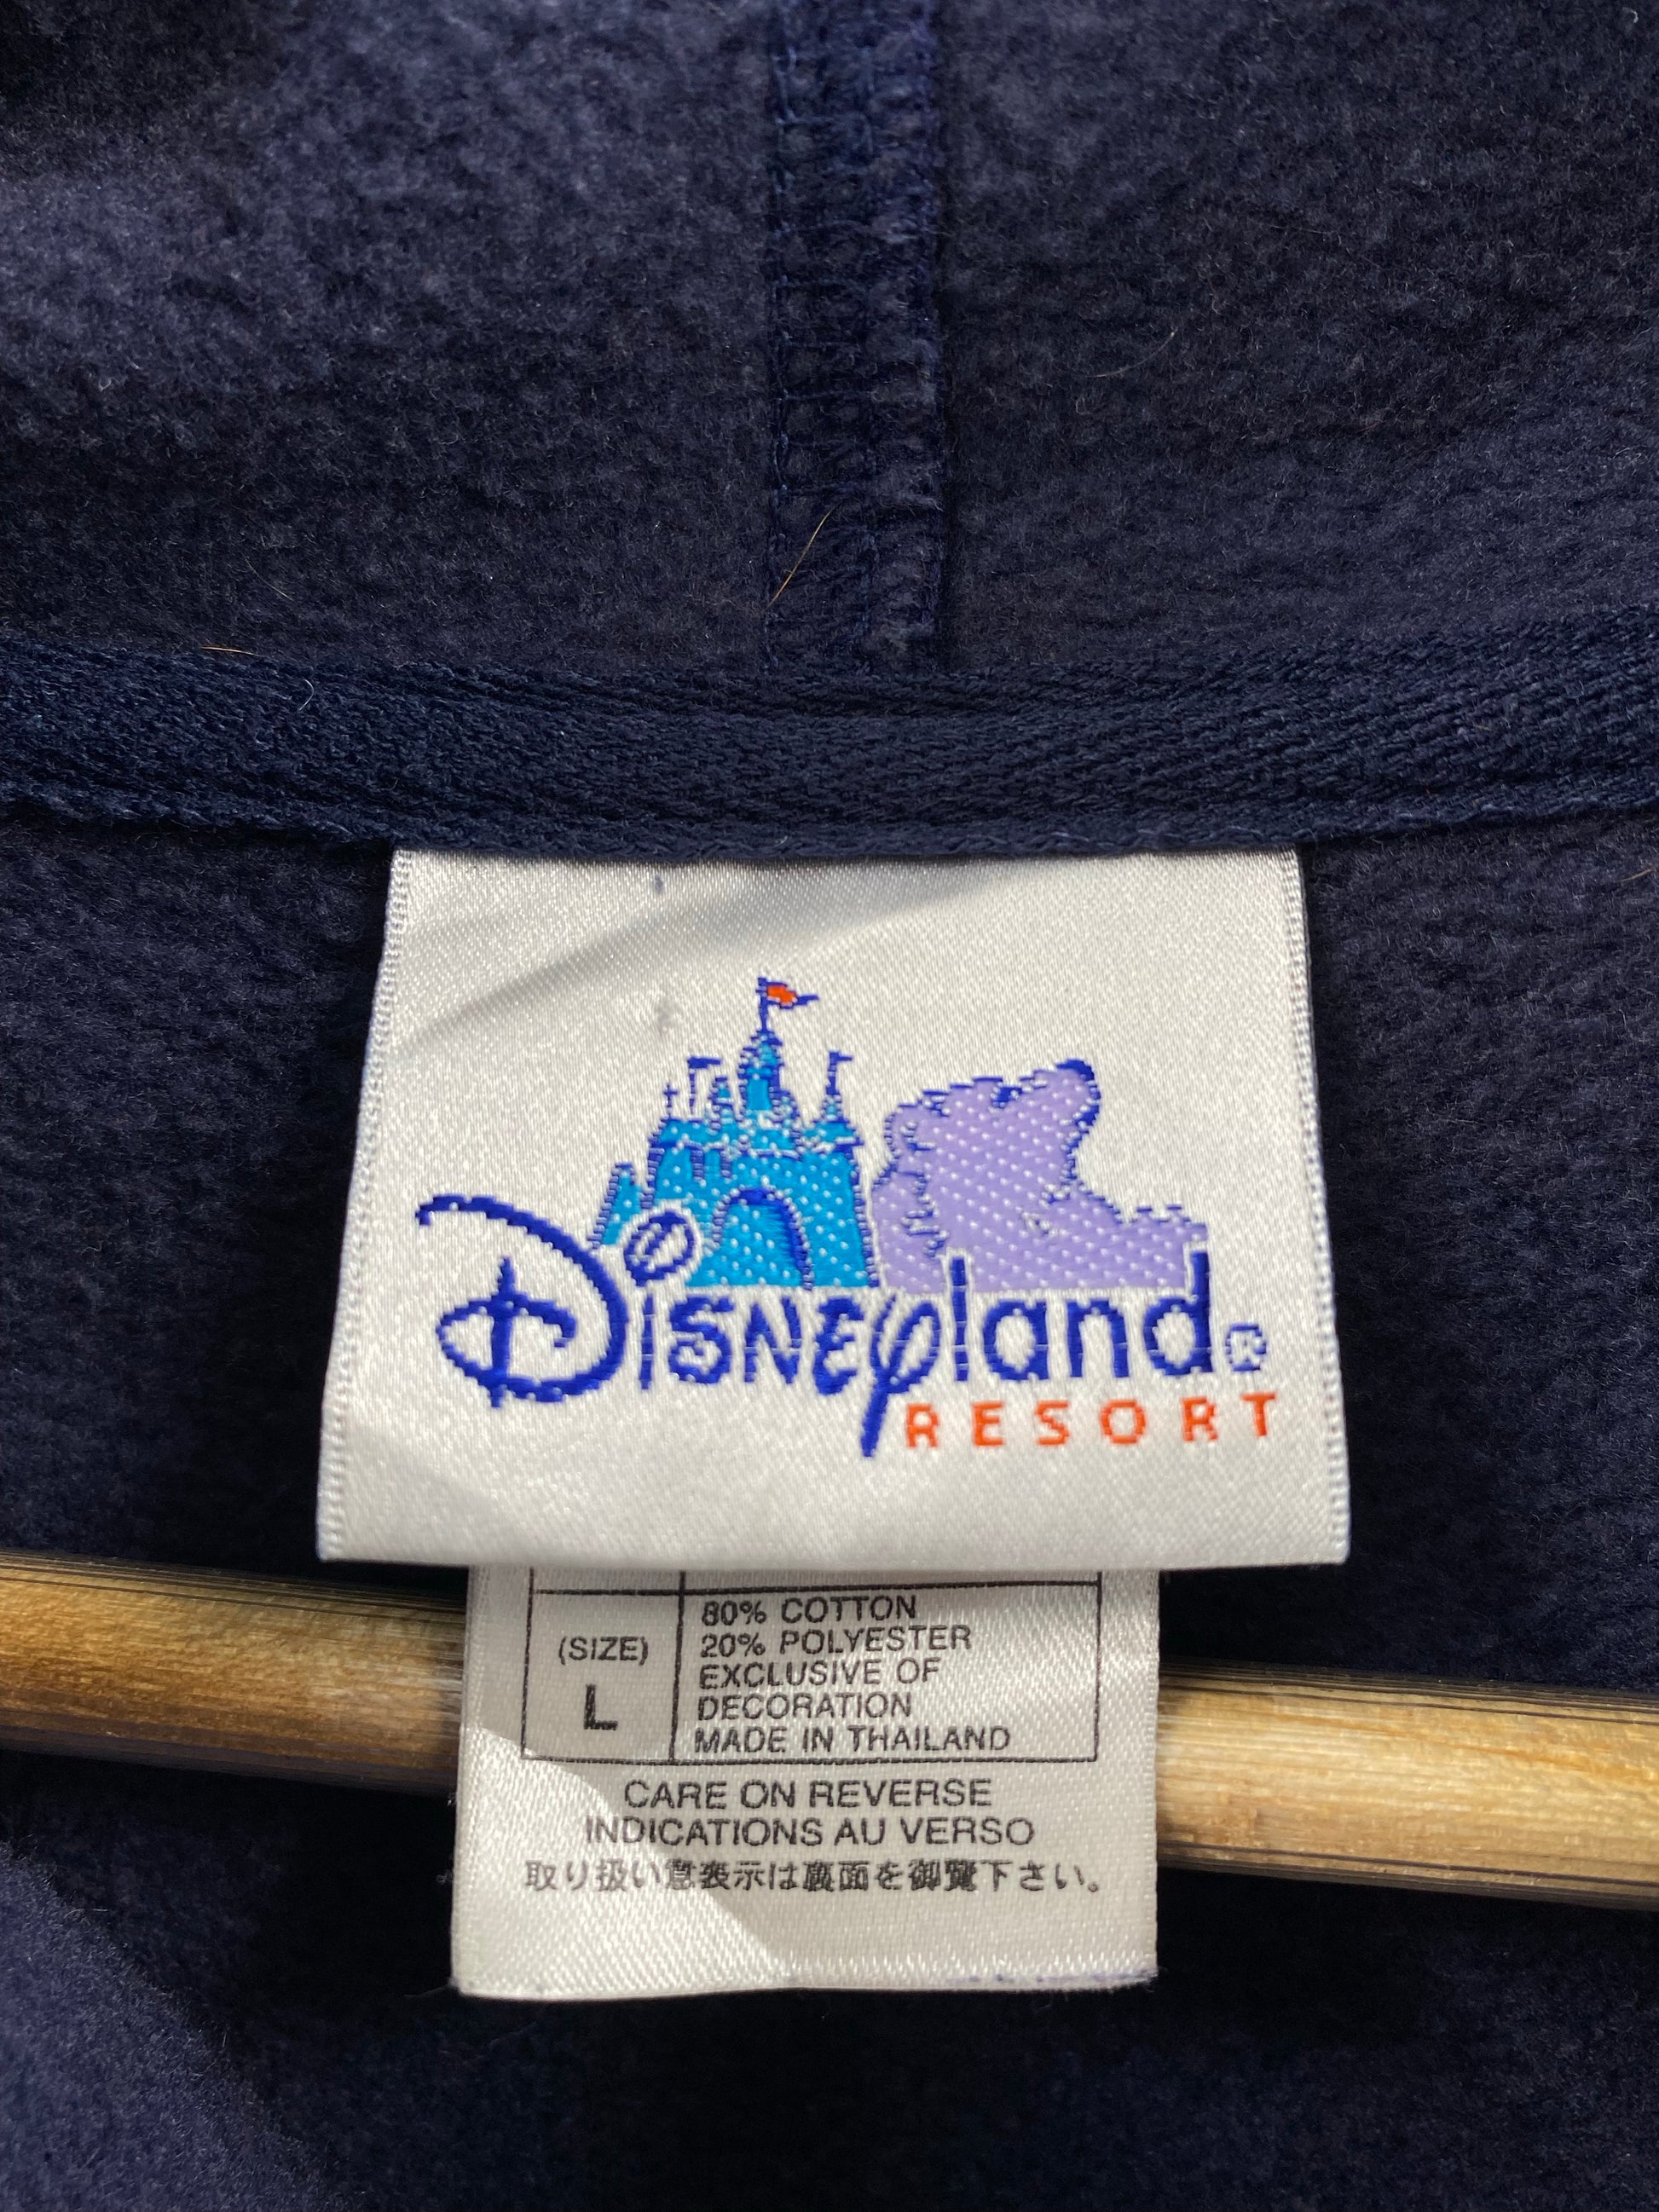 Disneyland®
RESORT
(SIZE)
L
80% COTTON
20% POLYESTER
EXCLUSIVE OF
DECORATION
MADE IN THAILAND
CARE ON REVERSE
INDICATIONS AU VERSO
取り扱い意表示は裏面を御覧下さい。